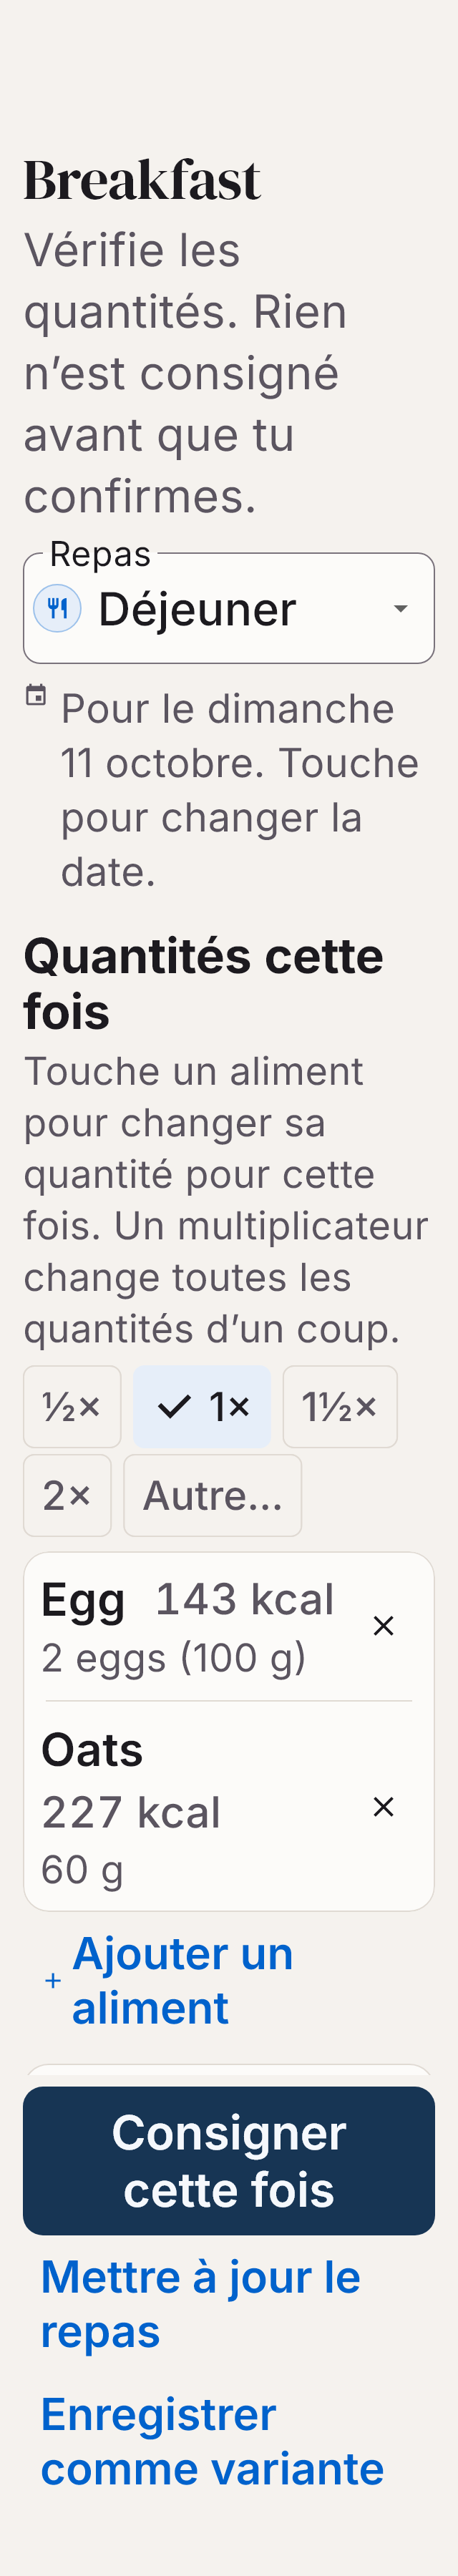 Breakfast
Vérifie les
quantités. Rien
n’est consigné
avant que tu
confirmes.
Repas
Déjeuner
Pour le dimanche
11 octobre. Touche
pour changer la
date.
Quantités cette
fois
Touche un aliment
pour changer sa
quantité pour cette
fois. Un multiplicateur
change toutes les
quantités d’un coup.
½× 1× 1½×
2× Autre…
Egg 143 kcal
2 eggs (100 g)
Oats
227 kcal
60 g
Ajouter un
aliment
Consigner
cette fois
Mettre à jour le
repas
Enregistrer
comme variante